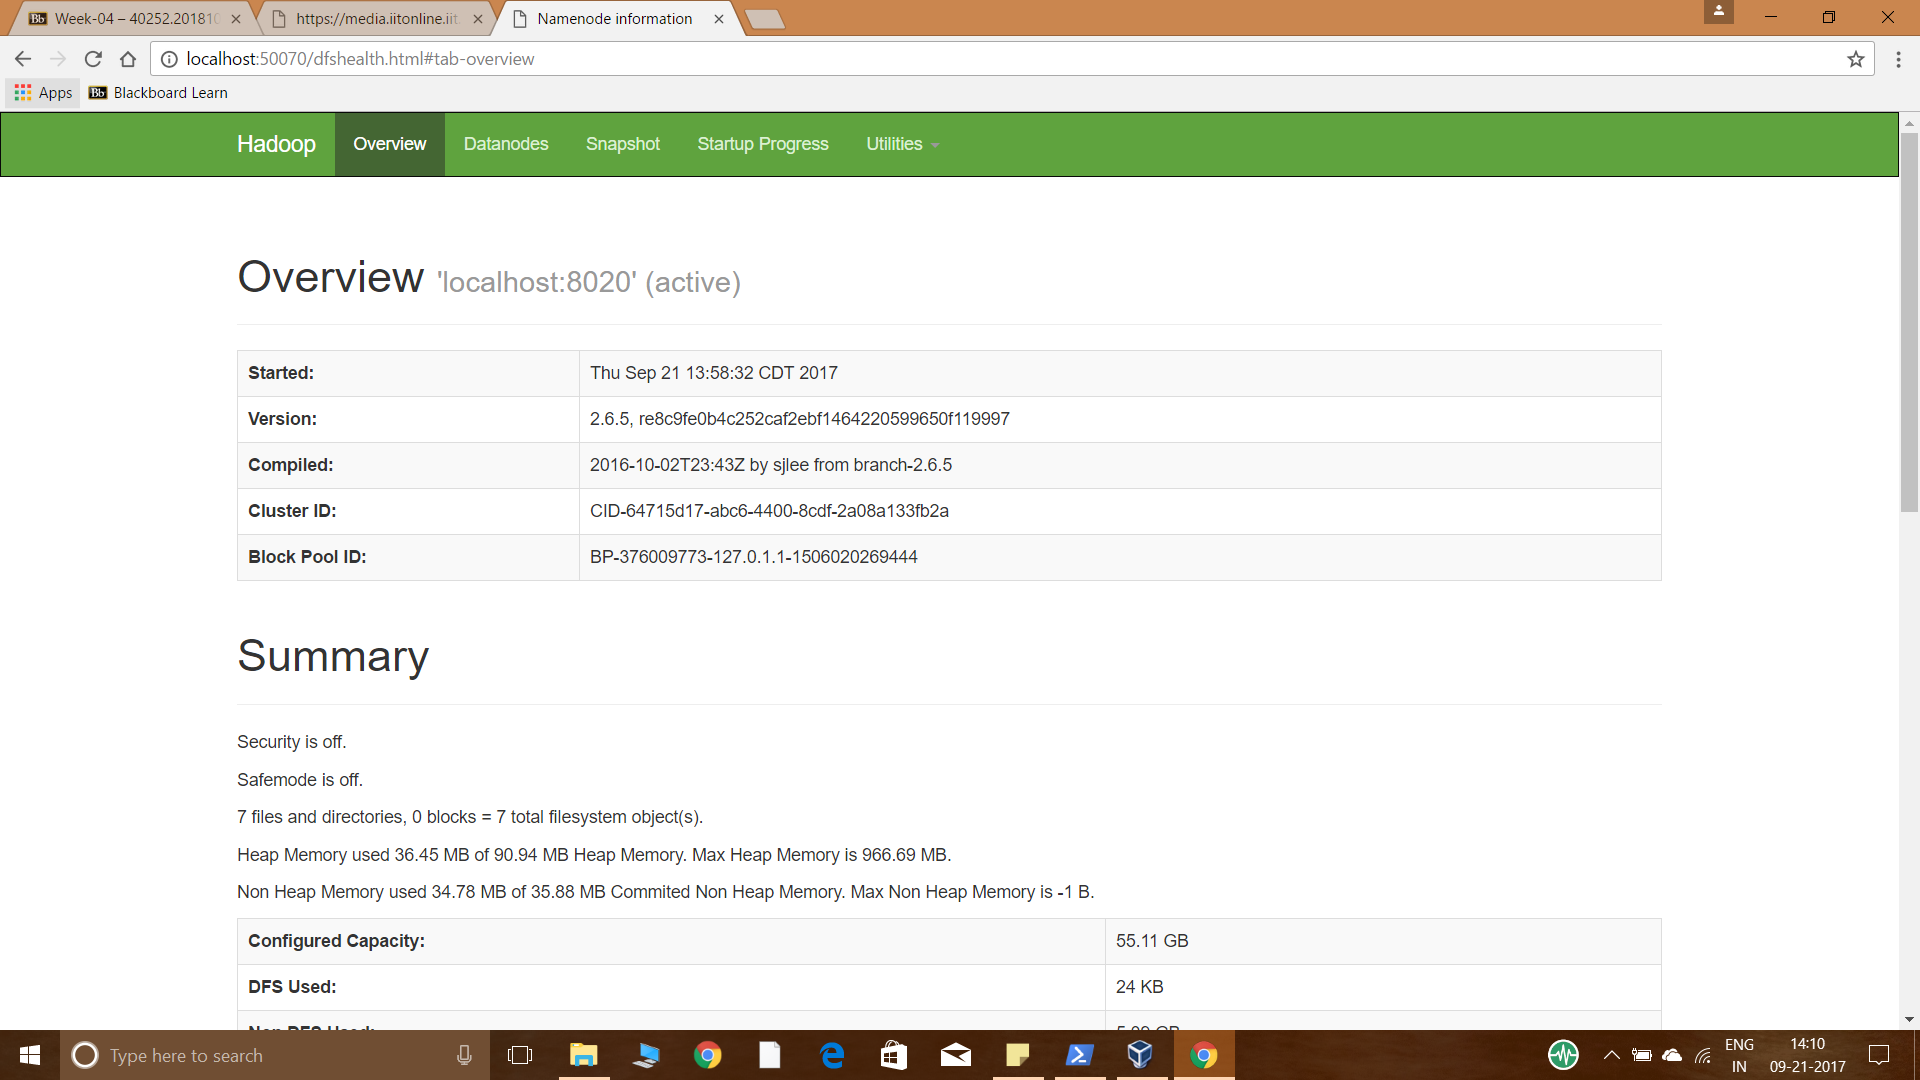 Week-04 – 40252.20181
https://media.iitonline.iit
Namenode information
localhost:50070/dfshealth.html#tab-overview
Apps Blackboard Learn
Hadoop Overview Datanodes Snapshot Startup Progress Utilities
Overview 'localhost:8020' (active)
Started: Thu Sep 21 13:58:32 CDT 2017
Version: 2.6.5, re8c9fe0b4c252caf2ebf1464220599650f119997
Compiled: 2016-10-02T23:43Z by sjlee from branch-2.6.5
Cluster ID: CID-64715d17-abc6-4400-8cdf-2a08a133fb2a
Block Pool ID: BP-376009773-127.0.1.1-1506020269444
Summary
Security is off.
Safemode is off.
7 files and directories, 0 blocks = 7 total filesystem object(s).
Heap Memory used 36.45 MB of 90.94 MB Heap Memory. Max Heap Memory is 966.69 MB.
Non Heap Memory used 34.78 MB of 35.88 MB Commited Non Heap Memory. Max Non Heap Memory is -1 B.
Configured Capacity: 55.11 GB
DFS Used: 24 KB
Type here to search
ENG
IN
14:10
09-21-2017